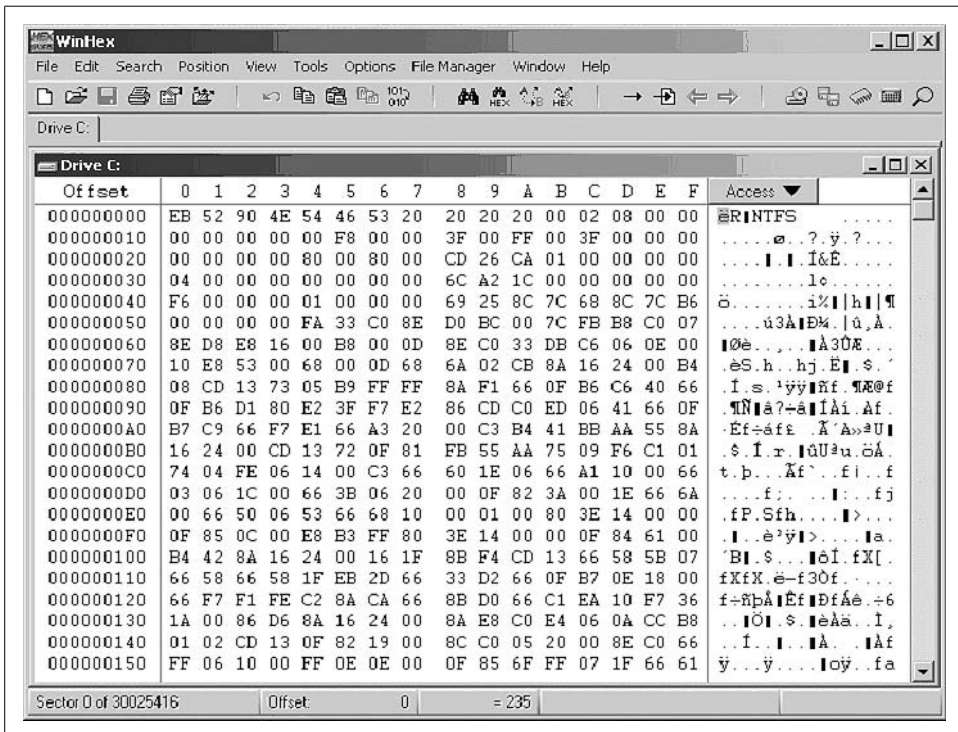 WinHex
File Edit Search Position View Tools Options File Manager Window Help
Drive C:
Drive C:
Offset 0 1 2 3 4 5 6 7 8 9 A B C D E F Access
000000000 EB 52 90 4E 54 46 53 20 20 20 20 00 02 08 00 00
000000010 00 00 00 00 00 F8 00 00 3F 00 FF 00 3F 00 00 00
000000020 00 00 00 00 80 00 80 00 CD 26 CA 01 00 00 00 00
000000030 04 00 00 00 00 00 00 00 6C A2 1C 00 00 00 00 00
000000040 F6 00 00 00 01 00 00 00 69 25 8C 7C 68 8C 7C B6
000000050 00 00 00 00 FA 33 C0 8E D0 BC 00 7C FB B8 C0 07
000000060 8E D8 E8 16 00 B8 00 0D 8E C0 33 DB C6 06 0E 00
000000070 10 E8 53 00 68 00 0D 68 6A 02 CB 8A 16 24 00 B4
000000080 08 CD 13 73 05 B9 FF FF 8A F1 66 0F B6 C6 40 66
000000090 0F B6 D1 80 E2 3F F7 E2 86 CD C0 ED 06 41 66 0F
0000000A0 B7 C9 66 F7 E1 66 A3 20 00 C3 B4 41 BB AA 55 8A
0000000B0 16 24 00 CD 13 72 0F 81 FB 55 AA 75 09 F6 C1 01
0000000C0 74 04 FE 06 14 00 C3 66 60 1E 06 66 A1 10 00 66
0000000D0 03 06 1C 00 66 3B 06 20 00 0F 82 3A 00 1E 66 6A
0000000E0 00 66 50 06 53 66 68 10 00 01 00 80 3E 14 00 00
0000000F0 0F 85 0C 00 E8 B3 FF 80 3E 14 00 00 0F 84 61 00
000000100 B4 42 8A 16 24 00 16 1F 8B F4 CD 13 66 58 5B 07
000000110 66 58 66 58 1F EB 2D 66 33 D2 66 0F B7 0E 18 00
000000120 66 F7 F1 FE C2 8A CA 66 8B D0 66 C1 EA 10 F7 36
000000130 1A 00 86 D6 8A 16 24 00 8A E8 C0 E4 06 0A CC B8
000000140 01 02 CD 13 0F 82 19 00 8C C0 05 20 00 8E C0 66
000000150 FF 06 10 00 FF 0E 0E 00 0F 85 6F FF 07 1F 66 61
Sector 0 of 30025416 Offset: 0 = 235